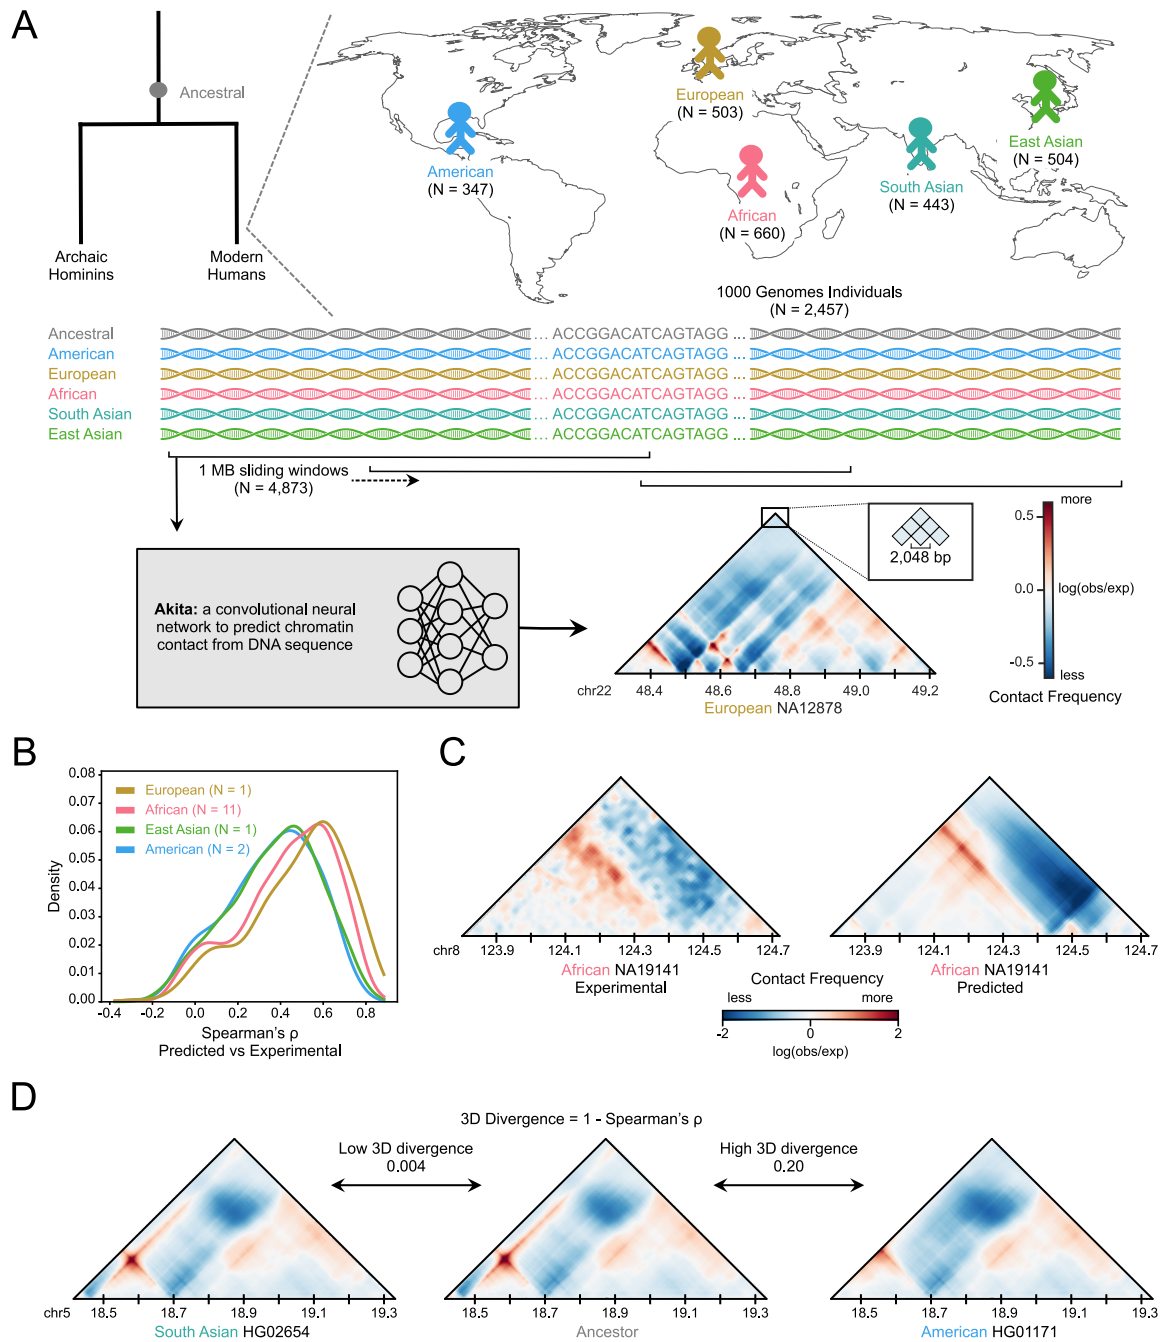 A
Ancestral
Archaic
Hominins
Modern
Humans
European
(N = 503)
American
(N = 347)
African
(N = 660)
South Asian
(N = 443)
East Asian
(N = 504)
1000 Genomes Individuals
(N = 2,457)
Ancestral ... ACCGGACATCAGTAGG ...
American ... ACCGGACATCAGTAGG ...
European ... ACCGGACATCAGTAGG ...
African ... ACCGGACATCAGTAGG ...
South Asian ... ACCGGACATCAGTAGG ...
East Asian ... ACCGGACATCAGTAGG ...
1 MB sliding windows
(N = 4,873)
Akita: a convolutional neural
network to predict chromatin
contact from DNA sequence
2,048 bp
more
0.5
0.0
log(obs/exp)
-0.5
less
Contact Frequency
chr22 48.4 48.6 48.8 49.0 49.2
European NA12878
B
0.08
0.07
0.06
0.05
0.04
0.03
0.02
0.01
0.00
Density
European (N = 1)
African (N = 11)
East Asian (N = 1)
American (N = 2)
-0.4 -0.2 0.0 0.2 0.4 0.6 0.8
Spearman's ρ
Predicted vs Experimental
C
chr8 123.9 124.1 124.3 124.5 124.7
African NA19141
Experimental
123.9 124.1 124.3 124.5 124.7
African NA19141
Predicted
Contact Frequency
less more
-2 0 2
log(obs/exp)
D
3D Divergence = 1 - Spearman's ρ
Low 3D divergence
0.004
High 3D divergence
0.20
chr5 18.5 18.7 18.9 19.1 19.3
South Asian HG02654
18.5 18.7 18.9 19.1 19.3
Ancestor
18.5 18.7 18.9 19.1 19.3
American HG01171